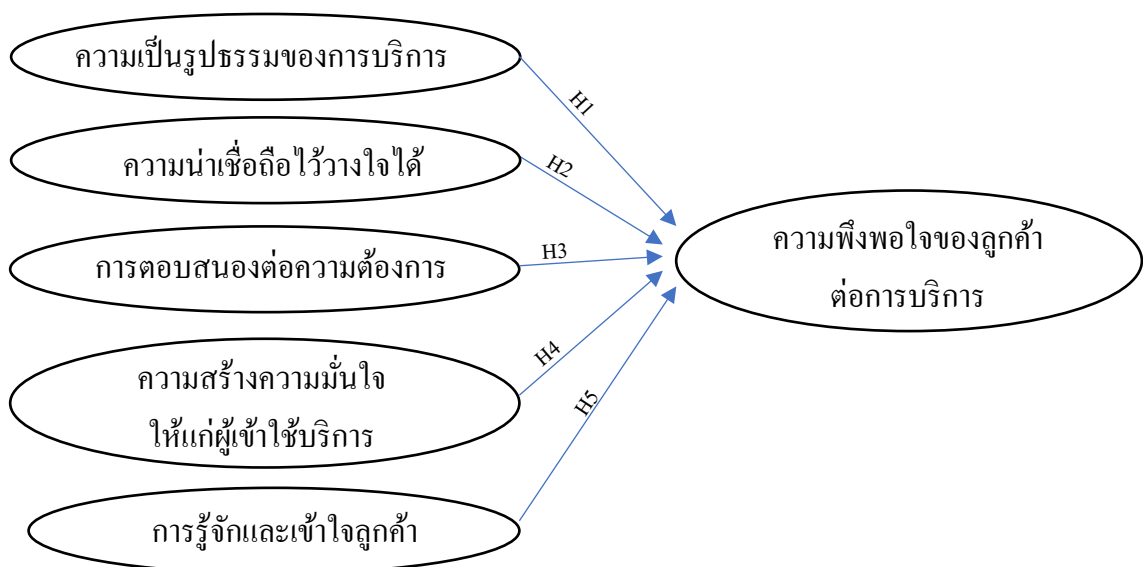 ความเป็นรูปธรรมของการบริการ
H1
ความน่าเชื่อถือไว้วางใจได้
H2
การตอบสนองต่อความต้องการ
H3
ความพึงพอใจของลูกค้า
ต่อการบริการ
ความสร้างความมั่นใจ
ให้แก่ผู้เข้าใช้บริการ
H4
การรู้จักและเข้าใจลูกค้า
H5